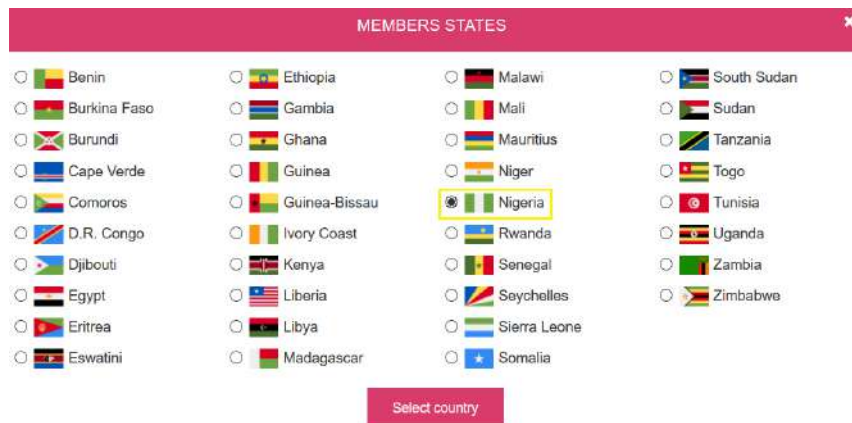 MEMBERS STATES
Benin
Burkina Faso
Burundi
Cape Verde
Comoros
D.R. Congo
Djibouti
Egypt
Eritrea
Eswatini
Ethiopia
Gambia
Ghana
Guinea
Guinea-Bissau
Ivory Coast
Kenya
Liberia
Libya
Madagascar
Malawi
Mali
Mauritius
Niger
Nigeria
Rwanda
Senegal
Seychelles
Sierra Leone
Somalia
South Sudan
Sudan
Tanzania
Togo
Tunisia
Uganda
Zambia
Zimbabwe
Select country